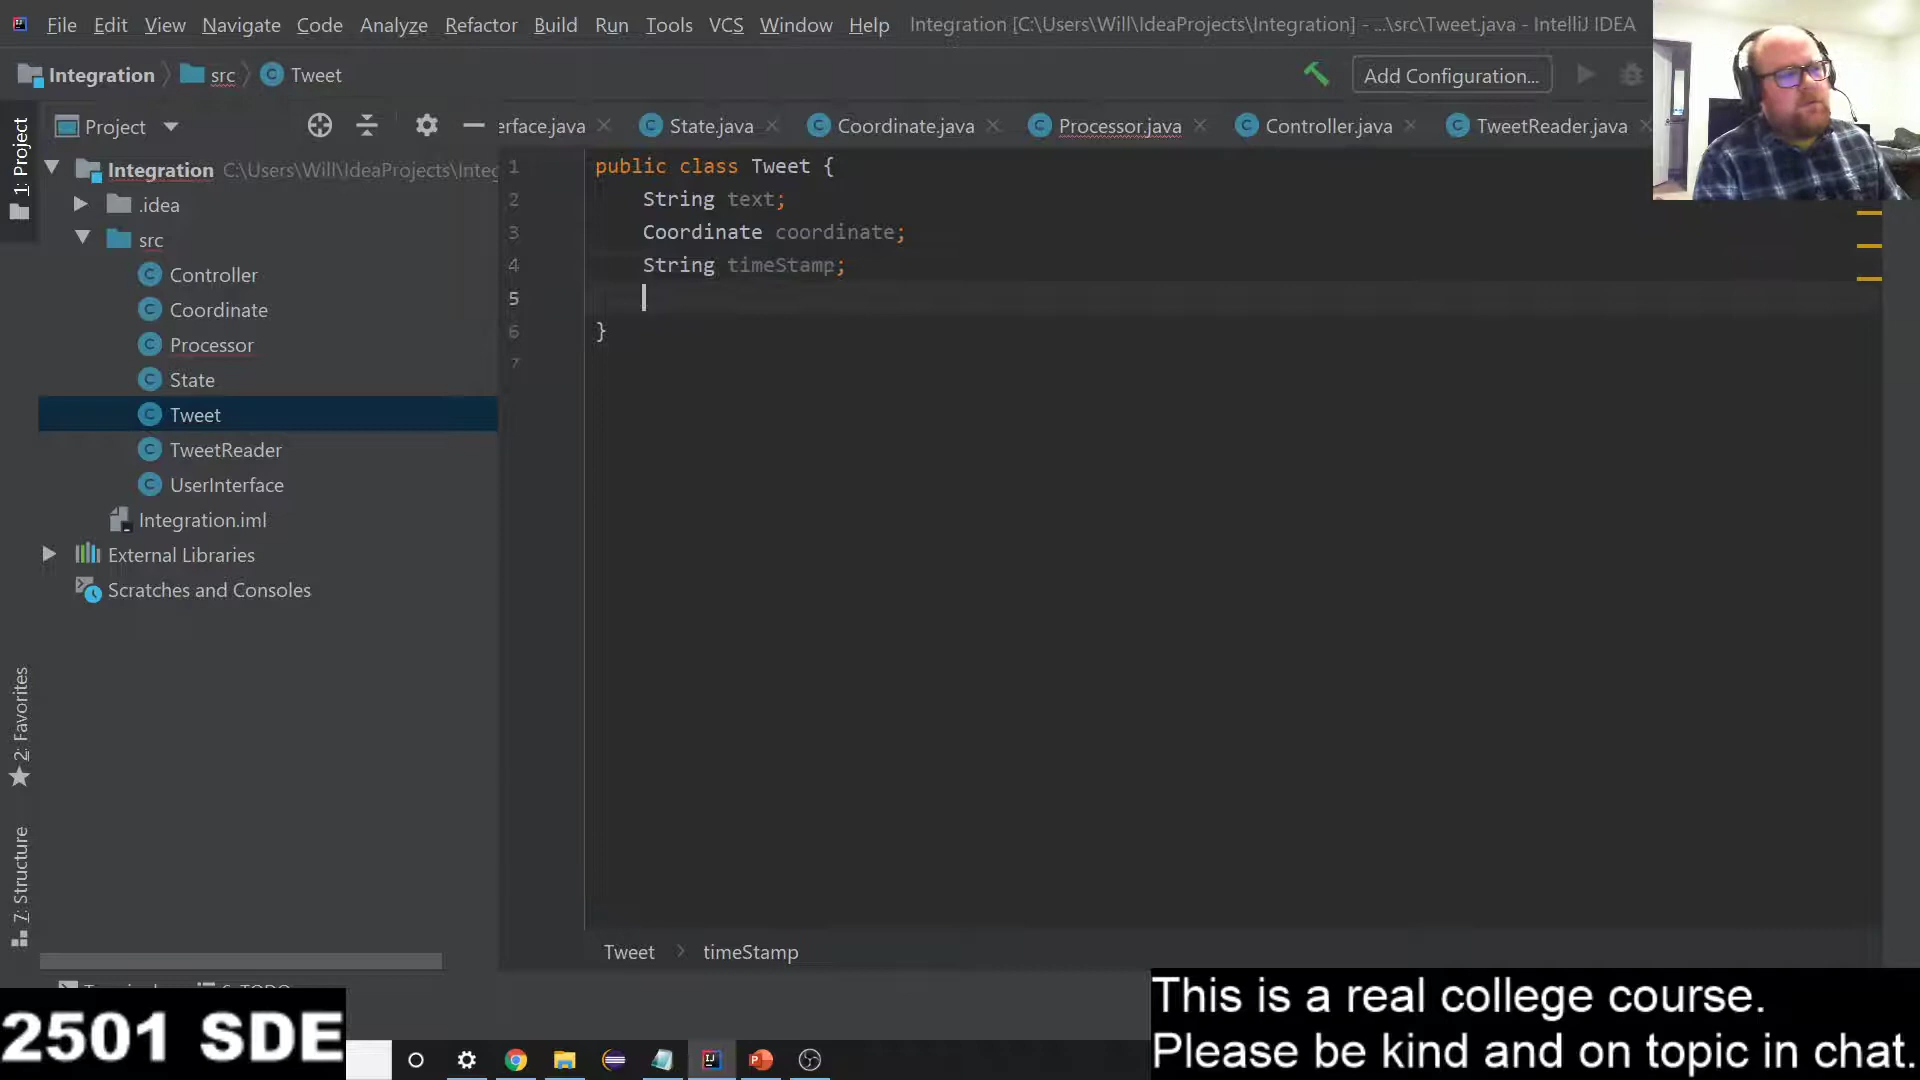 File Edit View Navigate Code Analyze Refactor Build Run Tools VCS Window Help Integration [C:\Users\Will\IdeaProjects\Integration] - ...\src\Tweet.java - IntelliJ IDEA
Integration src Tweet
Add Configuration...
1: Project
Project
erface.java State.java Coordinate.java Processor.java Controller.java TweetReader.java
Integration C:\Users\Will\IdeaProjects\Integ
.idea
src
Controller
Coordinate
Processor
State
Tweet
TweetReader
UserInterface
Integration.iml
External Libraries
Scratches and Consoles
1 public class Tweet {
2 String text;
3 Coordinate coordinate;
4 String timeStamp;
5
6 }
7
2: Favorites
7: Structure
Tweet > timeStamp
2501 SDE
This is a real college course.
Please be kind and on topic in chat.